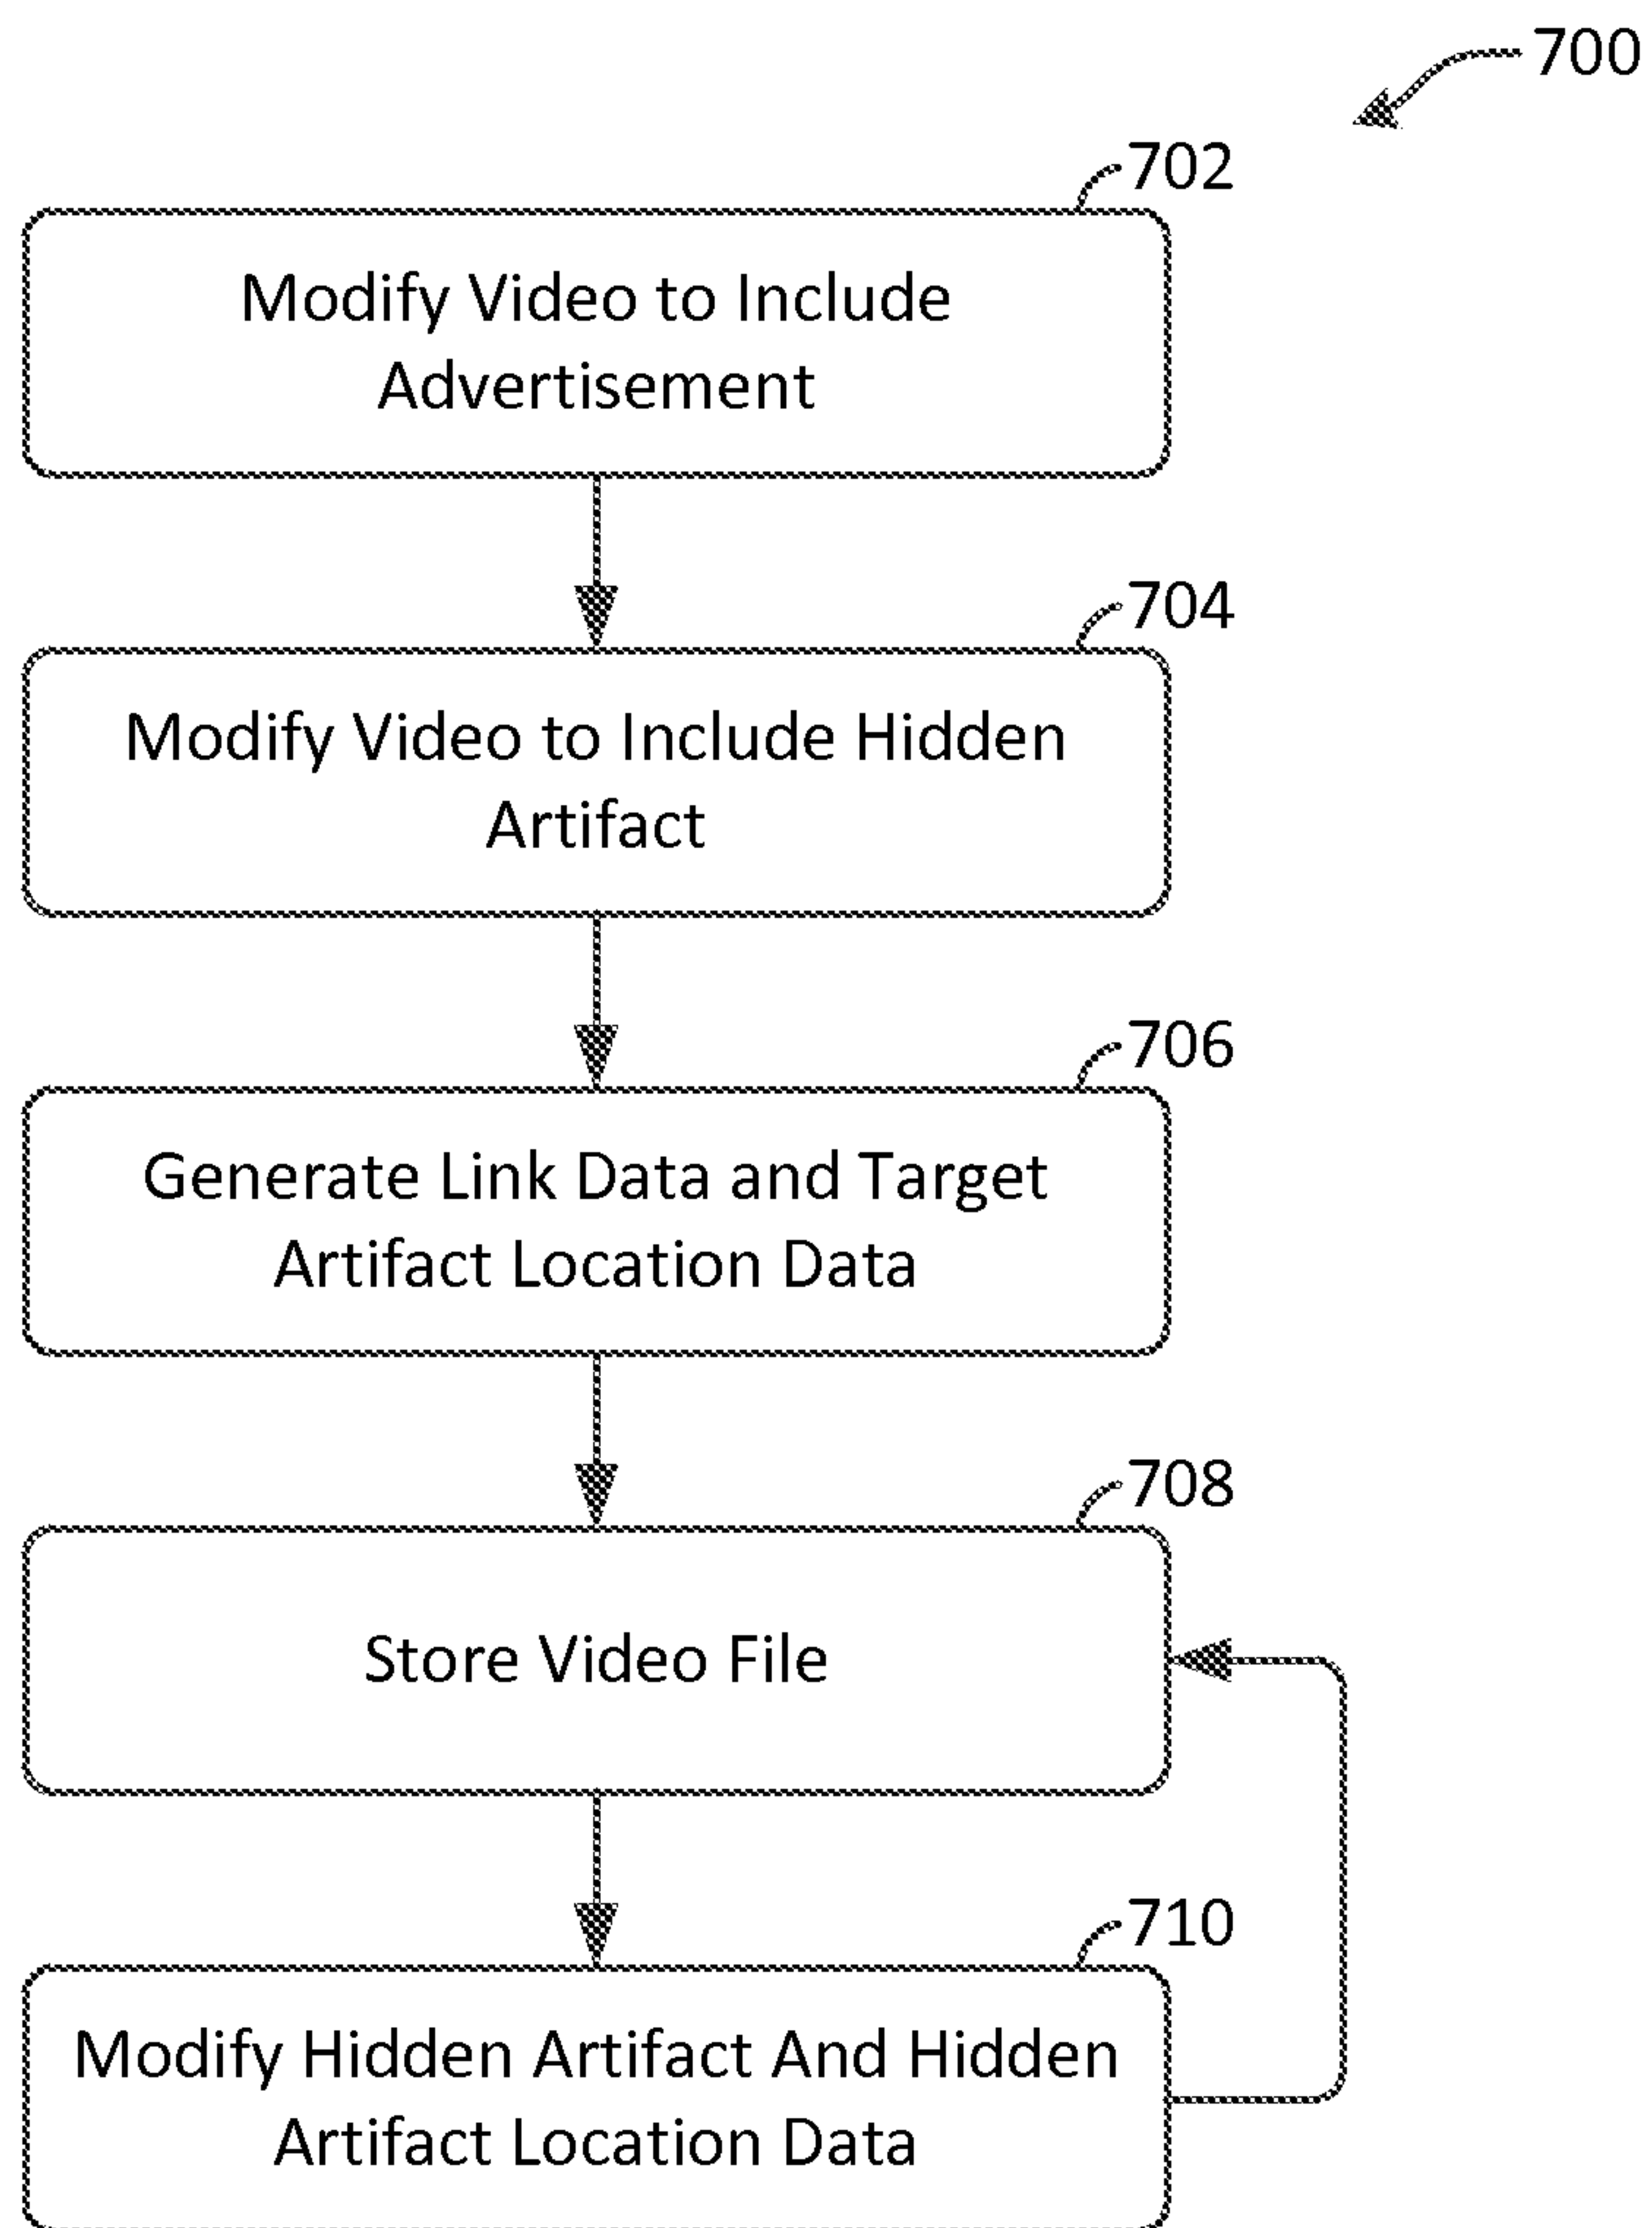 700
702
Modify Video to Include
Advertisement
704
Modify Video to Include Hidden
Artifact
706
Generate Link Data and Target
Artifact Location Data
708
Store Video File
710
Modify Hidden Artifact And Hidden
Artifact Location Data